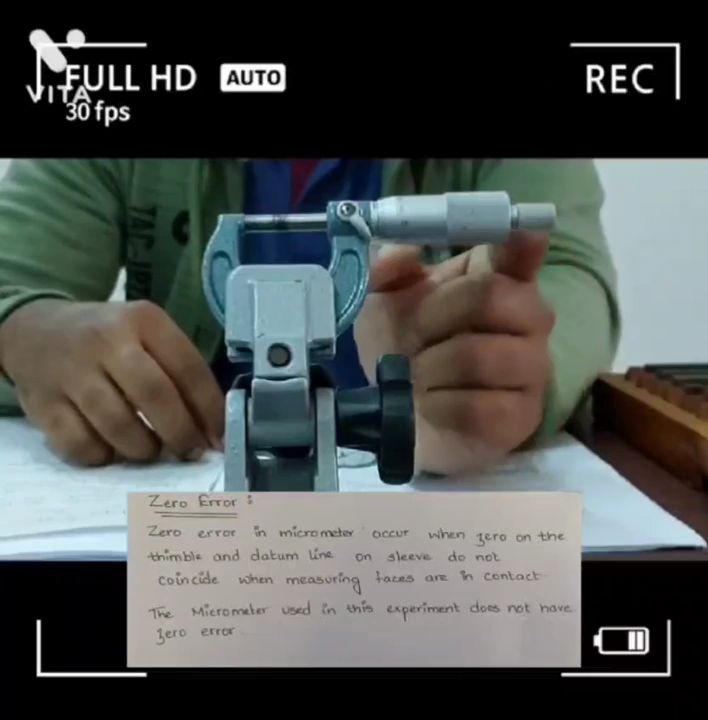 FULL HD AUTO
REC
VITA
30 fps
Zero Error :
Zero error in micrometer occur when zero on the
thimble and datum line on sleeve do not
coincide when measuring faces are in contact.
The Micrometer used in this experiment does not have
zero error